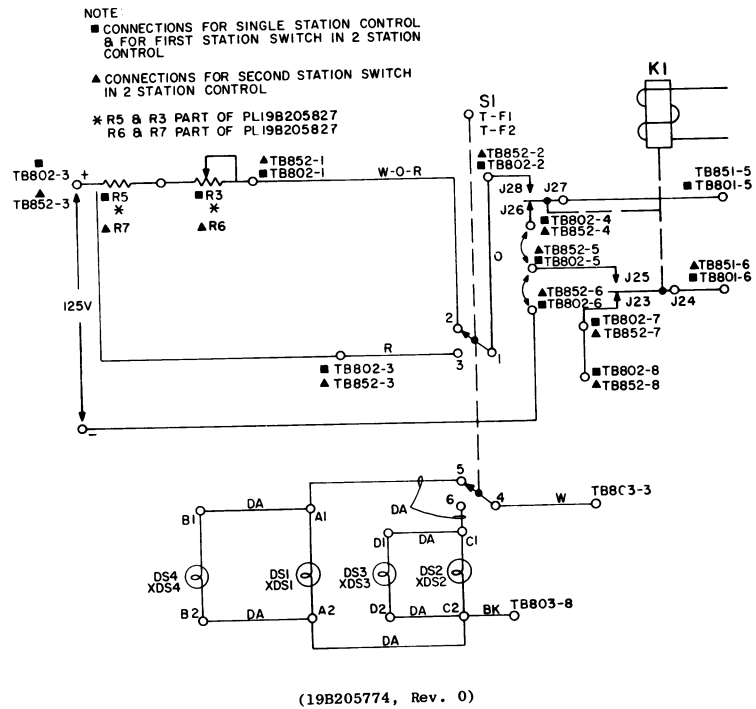 NOTE:
■ CONNECTIONS FOR SINGLE STATION CONTROL
& FOR FIRST STATION SWITCH IN 2 STATION
CONTROL
▲ CONNECTIONS FOR SECOND STATION SWITCH
IN 2 STATION CONTROL
* R5 & R3 PART OF PL19B205827
R6 & R7 PART OF PL19B205827
K1
S1
T-F1
T-F2
■
TB802-3 +
▲
TB852-3
■ R5
*
▲ R7
■ R3
*
▲ R6
▲ TB852-1
■ TB802-1
W-O-R
▲ TB852-2
■ TB802-2
J28
J27
J26
▲ TB851-5
■ TB801-5
■ TB802-4
▲ TB852-4
O
▲ TB852-5
■ TB802-5
J25
▲ TB851-6
■ TB801-6
▲ TB852-6
■ TB802-6
J23
J24
125V
■ TB802-7
▲ TB852-7
2
3
1
R
■ TB802-3
▲ TB852-3
■ TB802-8
▲ TB852-8
-
5
6
4
W
TB8C3-3
DA
B1
DA
A1
D1
DA
C1
DS4
XDS4
DS1
XDS1
DS3
XDS3
DS2
XDS2
B2
DA
A2
D2
DA
C2
BK
TB803-8
DA
(19B205774, Rev. 0)